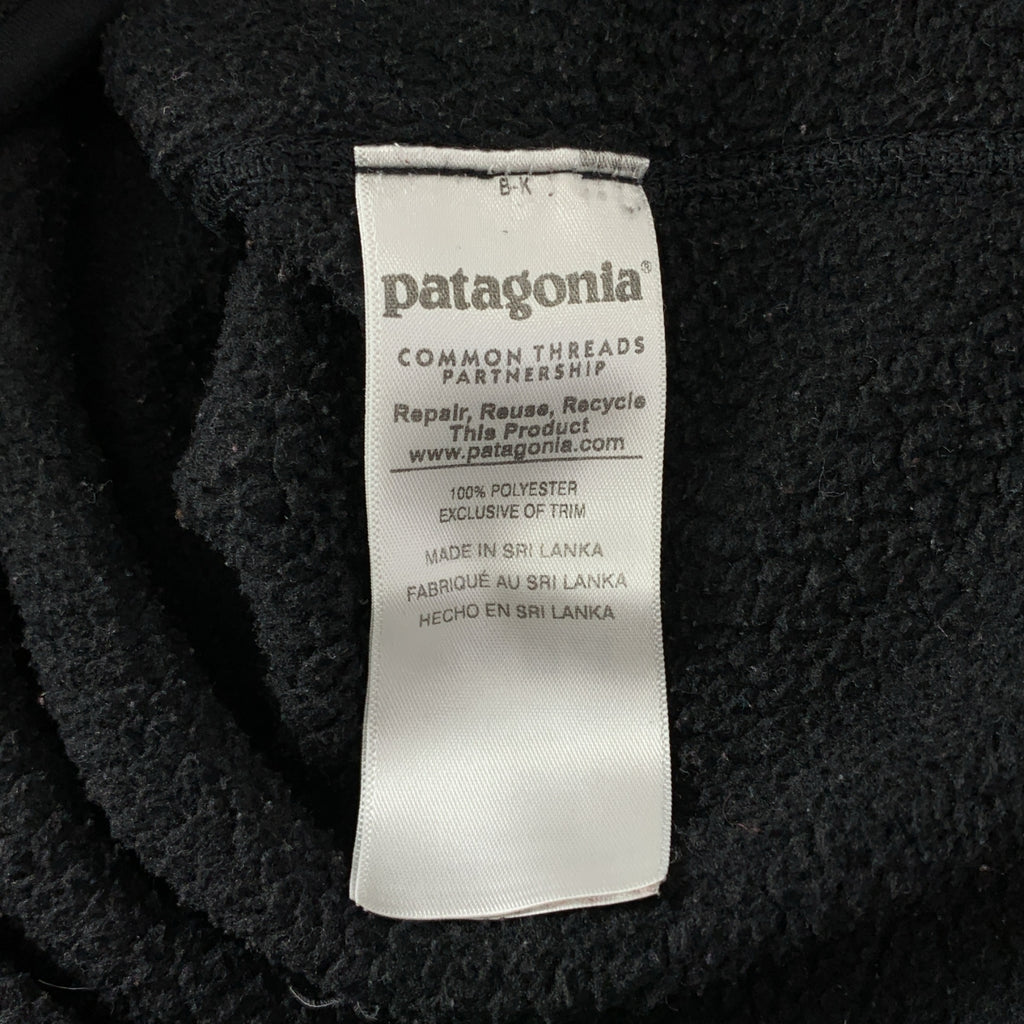 B-K
patagonia®
COMMON THREADS
PARTNERSHIP
Repair, Reuse, Recycle
This Product
www.patagonia.com
100% POLYESTER
EXCLUSIVE OF TRIM
MADE IN SRI LANKA
FABRIQUÉ AU SRI LANKA
HECHO EN SRI LANKA